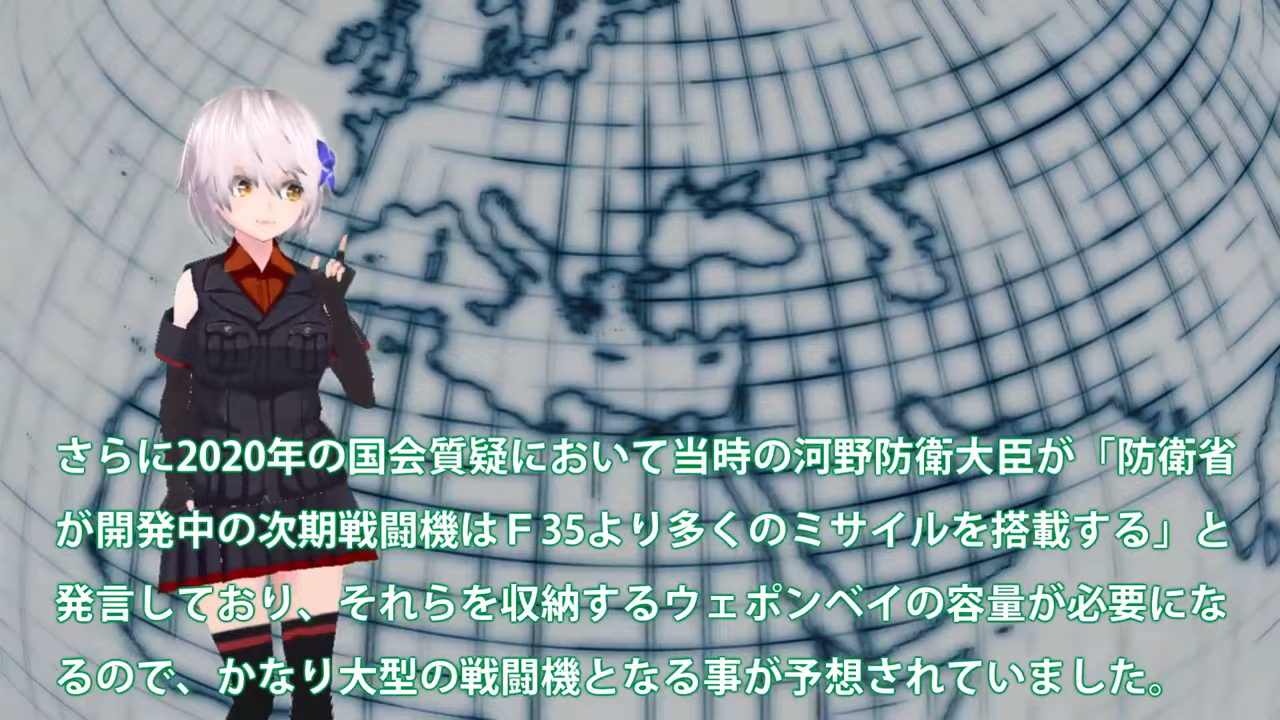 さらに2020年の国会質疑において当時の河野防衛大臣が「防衛省
が開発中の次期戦闘機はＦ35より多くのミサイルを搭載する」と
発言しており、それらを収納するウェポンベイの容量が必要にな
るので、かなり大型の戦闘機となる事が予想されていました。